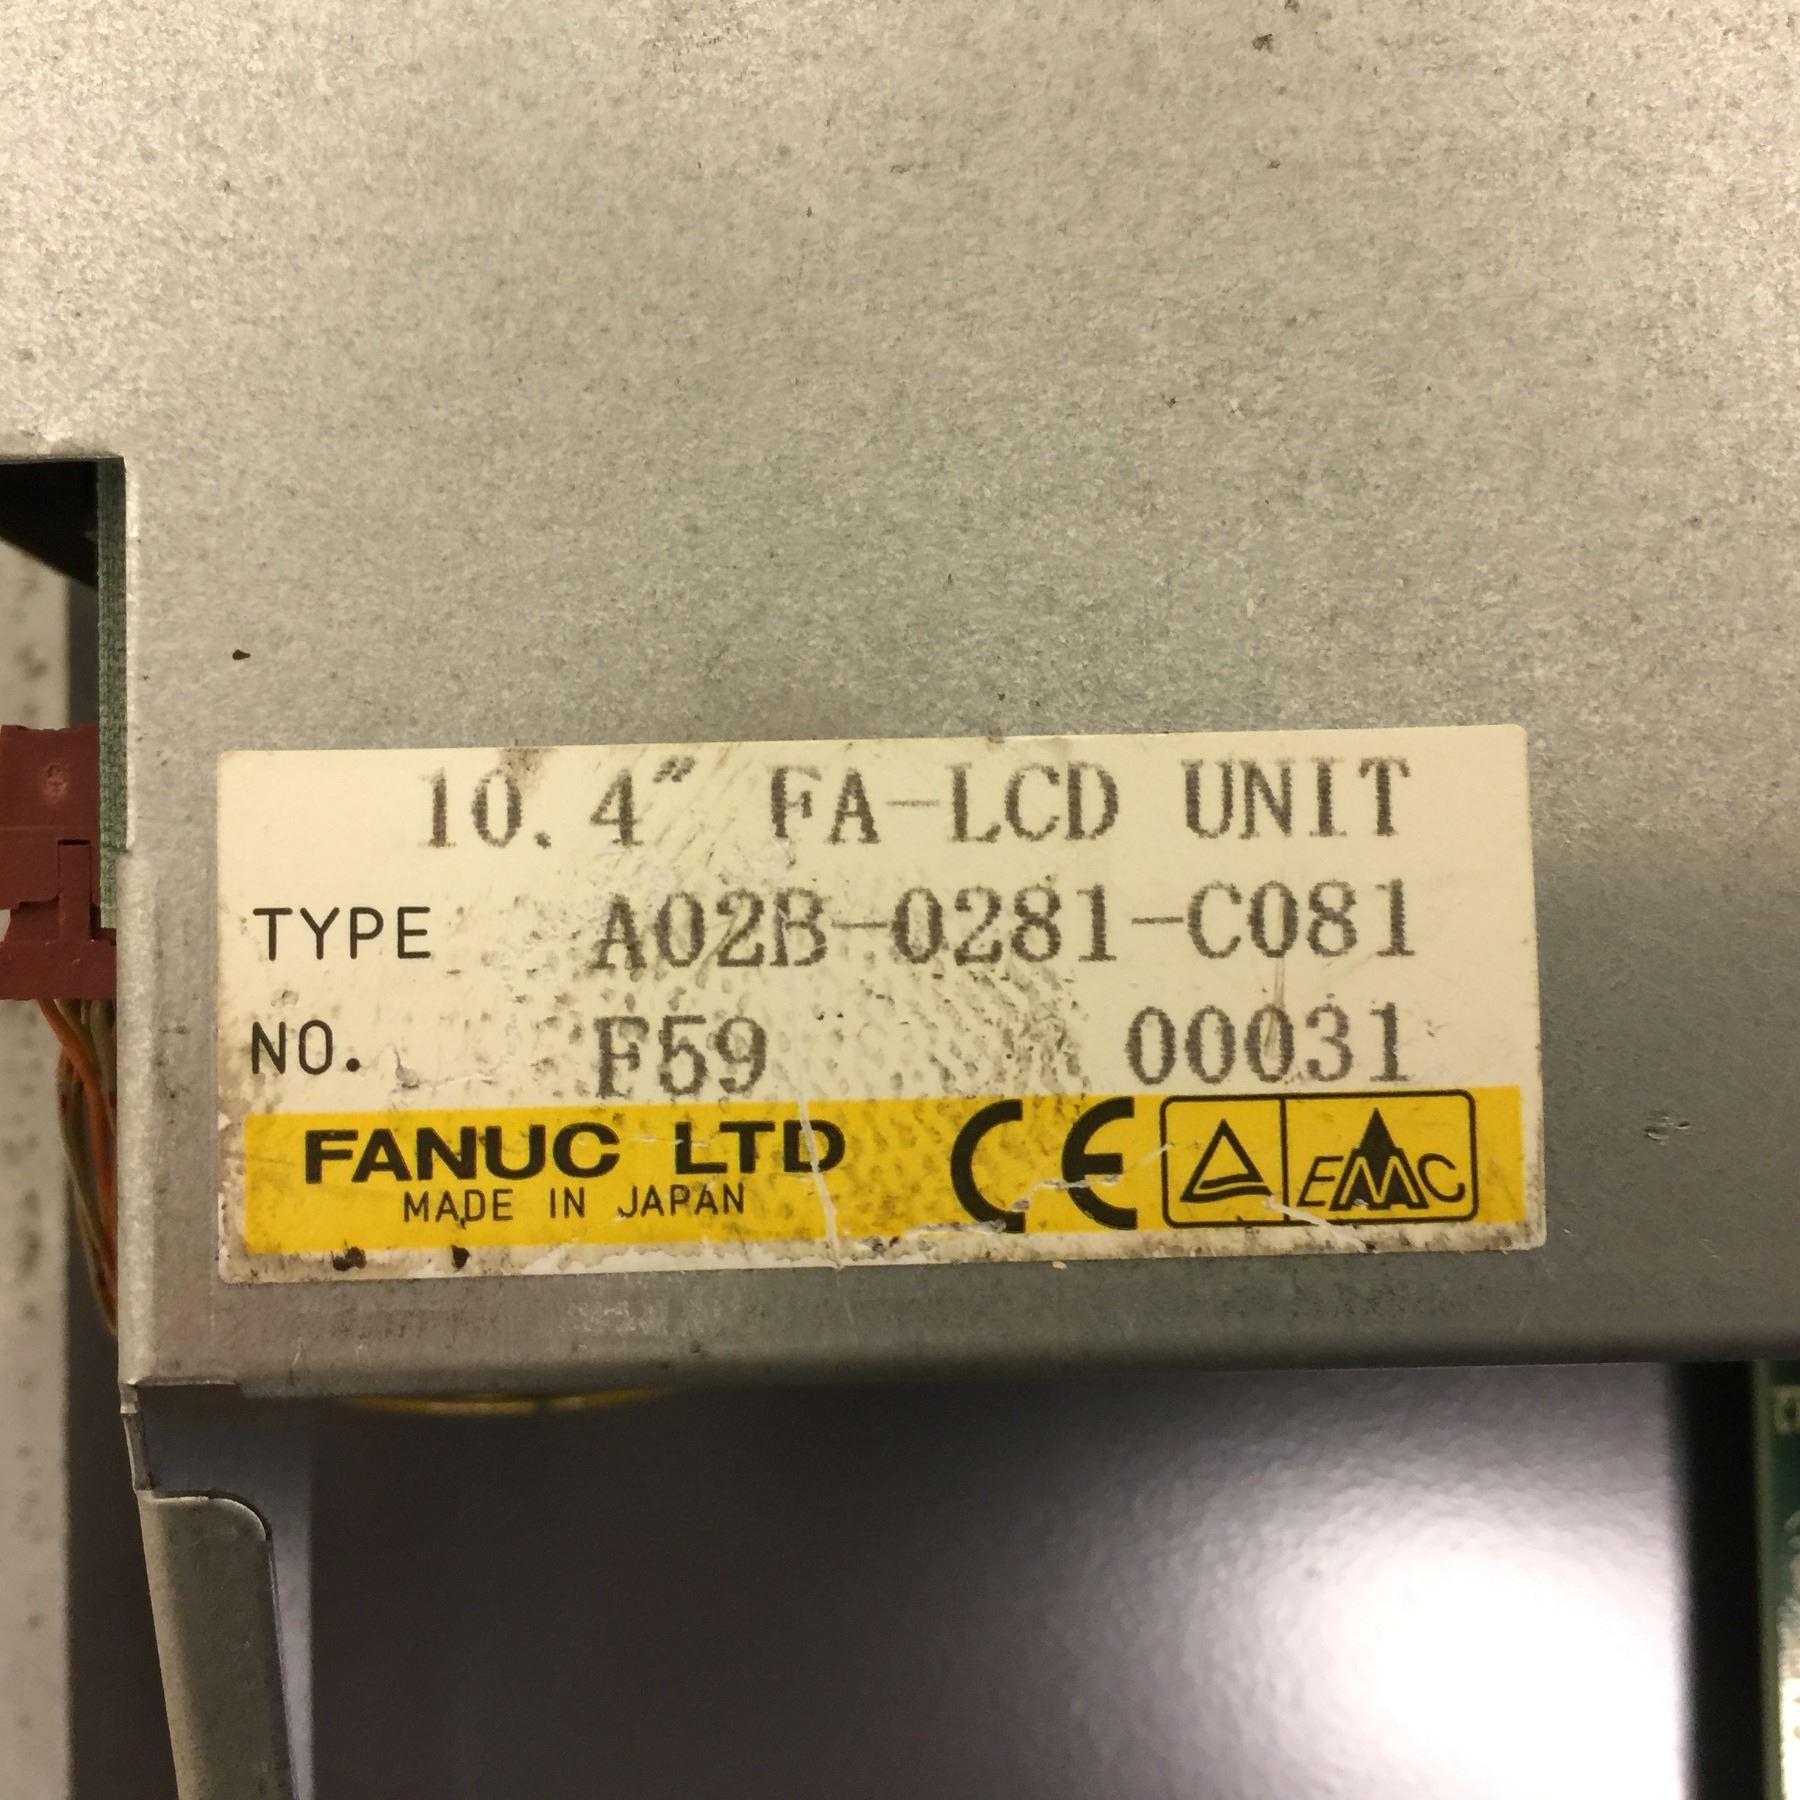 10.4" FA-LCD UNIT
TYPE A02B-0281-C081
NO. F59 00031
FANUC LTD CE EMC
MADE IN JAPAN